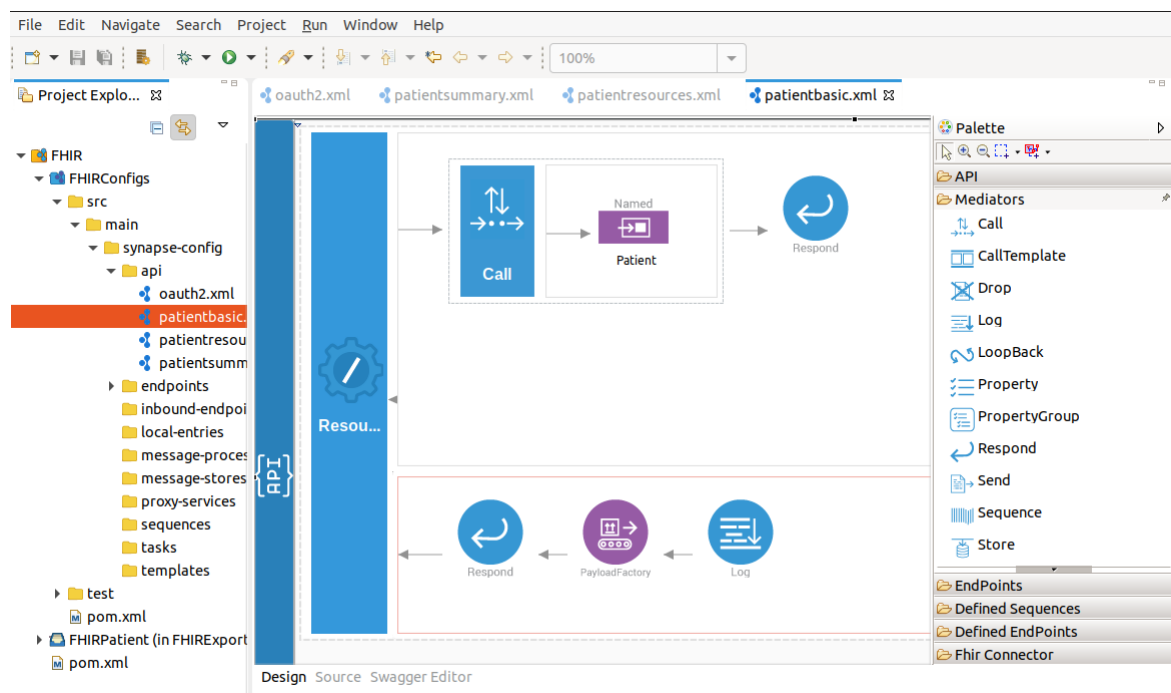 File Edit Navigate Search Project Run Window Help
100%
Project Explo...
oauth2.xml patientsummary.xml patientresources.xml patientbasic.xml
FHIR
FHIRConfigs
src
main
synapse-config
api
oauth2.xml
patientbasic.
patientresou
patientsumm
endpoints
inbound-endpoi
local-entries
message-proces
message-stores
proxy-services
sequences
tasks
templates
test
pom.xml
FHIRPatient (in FHIRExport
pom.xml
{API}
Resou...
Call
Named
Patient
Respond
Respond
PayloadFactory
Log
Design Source Swagger Editor
Palette
API
Mediators
Call
CallTemplate
Drop
Log
LoopBack
Property
PropertyGroup
Respond
Send
Sequence
Store
EndPoints
Defined Sequences
Defined EndPoints
Fhir Connector